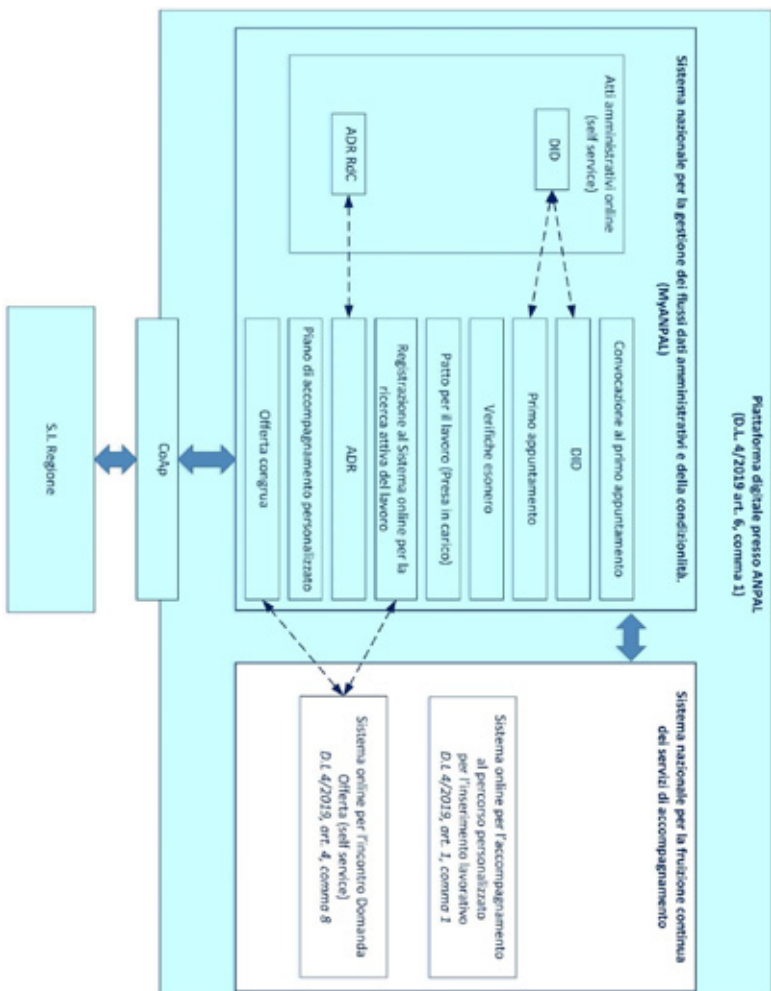 Piattaforma digitale presso ANPAL
(D.L. 4/2019 art. 6, comma 1)
Sistema nazionale per la gestione dei flussi dati amministrativi e della condizionlità.
(MyANPAL)
Atti amministrativi online
(self service)
DID
ADR RdC
Convocazione al primo appuntamento
DID
Primo appuntamento
Verifiche esonero
Patto per il lavoro (Presa in carico)
Registrazione al Sistema online per la
ricerca attiva del lavoro
ADR
Piano di accompagnamento personalizzato
Offerta congrua
Sistema nazionale per la fruizione continua
dei servizi di accompagnamento
Sistema online per l'accompagnamento
al percorso personalizzato
per l'inserimento lavorativo
D.L 4/2019, art. 1, comma 1
Sistema online per l'incontro Domanda
Offerta (self service)
D.L 4/2019, art. 4, comma 8
CoAp
S.I. Regione